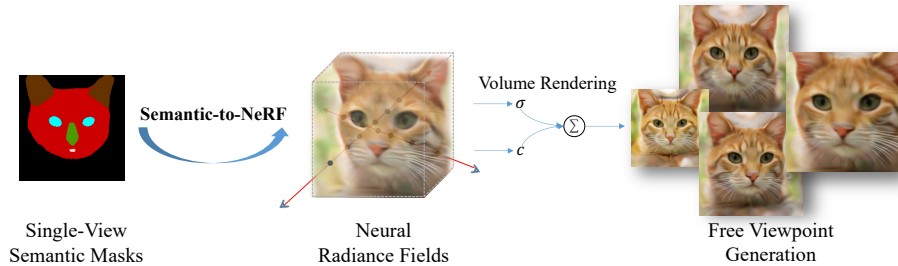 Semantic-to-NeRF
Volume Rendering
σ
c
∑
Single-View
Semantic Masks
Neural
Radiance Fields
Free Viewpoint
Generation